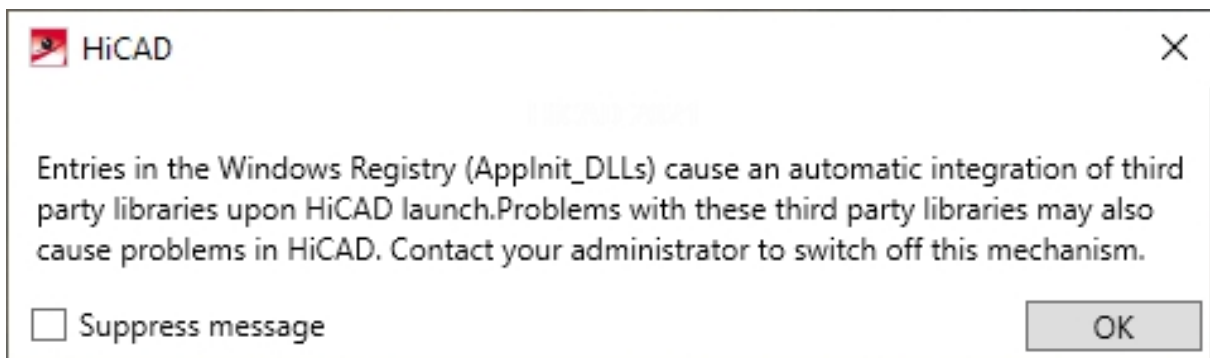 HiCAD
Entries in the Windows Registry (AppInit_DLLs) cause an automatic integration of third
party libraries upon HiCAD launch.Problems with these third party libraries may also
cause problems in HiCAD. Contact your administrator to switch off this mechanism.
Suppress message
OK